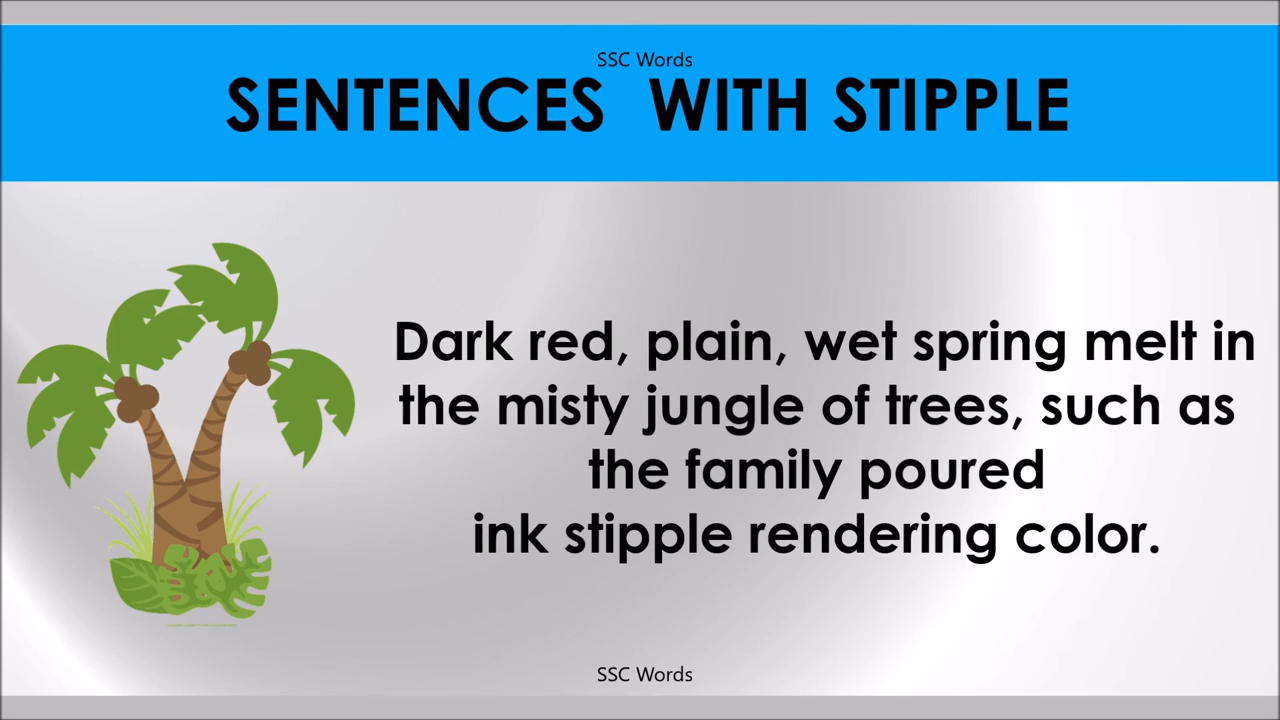 SSC Words
SENTENCES WITH STIPPLE
Dark red, plain, wet spring melt in
the misty jungle of trees, such as
the family poured
ink stipple rendering color.
SSC Words